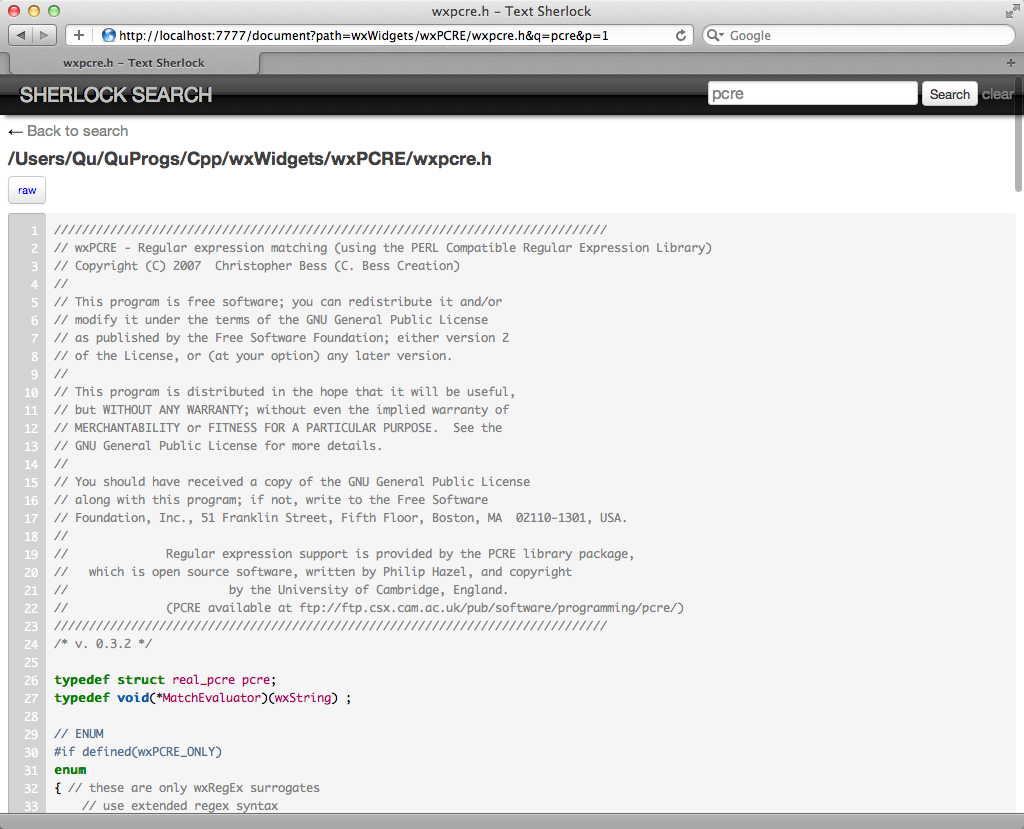 wxpcre.h – Text Sherlock
http://localhost:7777/document?path=wxWidgets/wxPCRE/wxpcre.h&q=pcre&p=1
Google
wxpcre.h – Text Sherlock
SHERLOCK SEARCH
pcre
Search
clear
← Back to search
/Users/Qu/QuProgs/Cpp/wxWidgets/wxPCRE/wxpcre.h
raw
1 ///////////////////////////////////////////////////////////////////////////////
2 // wxPCRE - Regular expression matching (using the PERL Compatible Regular Expression Library)
3 // Copyright (C) 2007  Christopher Bess (C. Bess Creation)
4 //
5 // This program is free software; you can redistribute it and/or
6 // modify it under the terms of the GNU General Public License
7 // as published by the Free Software Foundation; either version 2
8 // of the License, or (at your option) any later version.
9 //
10 // This program is distributed in the hope that it will be useful,
11 // but WITHOUT ANY WARRANTY; without even the implied warranty of
12 // MERCHANTABILITY or FITNESS FOR A PARTICULAR PURPOSE.  See the
13 // GNU General Public License for more details.
14 //
15 // You should have received a copy of the GNU General Public License
16 // along with this program; if not, write to the Free Software
17 // Foundation, Inc., 51 Franklin Street, Fifth Floor, Boston, MA  02110-1301, USA.
18 //
19 //              Regular expression support is provided by the PCRE library package,
20 //   which is open source software, written by Philip Hazel, and copyright
21 //                       by the University of Cambridge, England.
22 //              (PCRE available at ftp://ftp.csx.cam.ac.uk/pub/software/programming/pcre/)
23 ///////////////////////////////////////////////////////////////////////////////
24 /* v. 0.3.2 */
25
26 typedef struct real_pcre pcre;
27 typedef void(*MatchEvaluator)(wxString) ;
28
29 // ENUM
30 #if defined(wxPCRE_ONLY)
31 enum
32 { // these are only wxRegEx surrogates
33     // use extended regex syntax